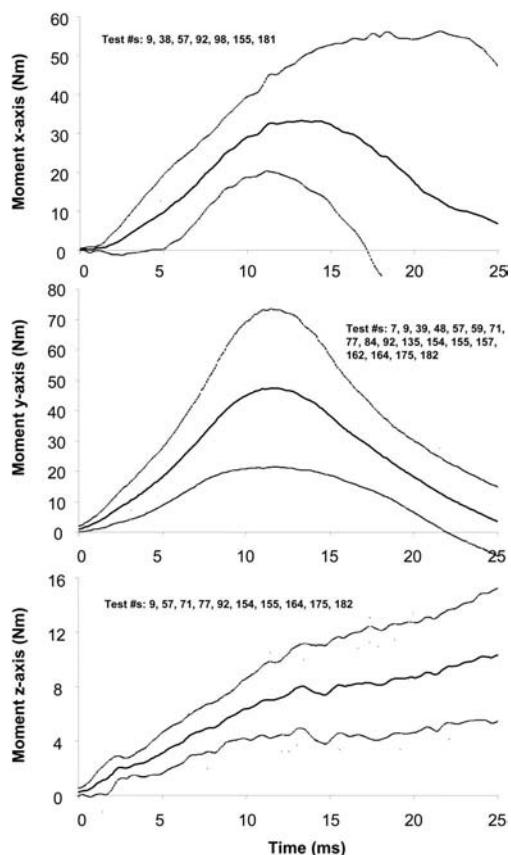 60
50
40
30
20
10
0
Moment x-axis (Nm)
Test #s: 9, 38, 57, 92, 98, 155, 181
0 5 10 15 20 25
80
70
60
50
40
30
20
10
0
Moment y-axis (Nm)
Test #s: 7, 9, 39, 48, 57, 59, 71,
77, 84, 92, 135, 154, 155, 157,
162, 164, 175, 182
0 5 10 15 20 25
16
12
8
4
0
Moment z-axis (Nm)
Test #s: 9, 57, 71, 77, 92, 154, 155, 164, 175, 182
0 5 10 15 20 25
Time (ms)